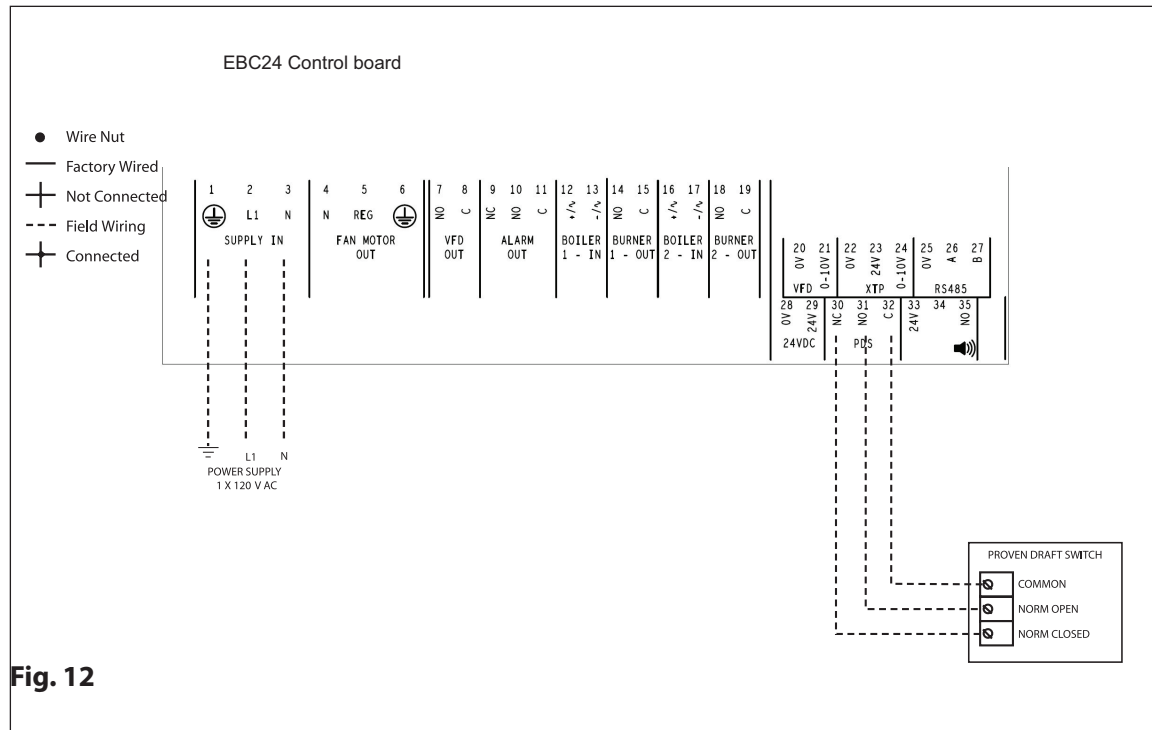 EBC24 Control board
Wire Nut
Factory Wired
Not Connected
Field Wiring
Connected
1 2 3 4 5 6 7 8 9 10 11 12 13 14 15 16 17 18 19
L1 N N REG NO C NC NO C +/∿ -/∿ NO C +/∿ -/∿ NO C
SUPPLY IN FAN MOTOR VFD ALARM BOILER BURNER BOILER BURNER
OUT OUT OUT 1 - IN 1 - OUT 2 - IN 2 - OUT
20 21 22 23 24 25 26 27
0V 0-10V 0V 24V 0-10V 0V A B
VFD XTP RS485
28 29 30 31 32 33 34 35
0V 24V NC NO C 24V NO
24VDC PDS
L1 N
POWER SUPPLY
1 X 120 V AC
PROVEN DRAFT SWITCH
COMMON
NORM OPEN
NORM CLOSED
Fig. 12